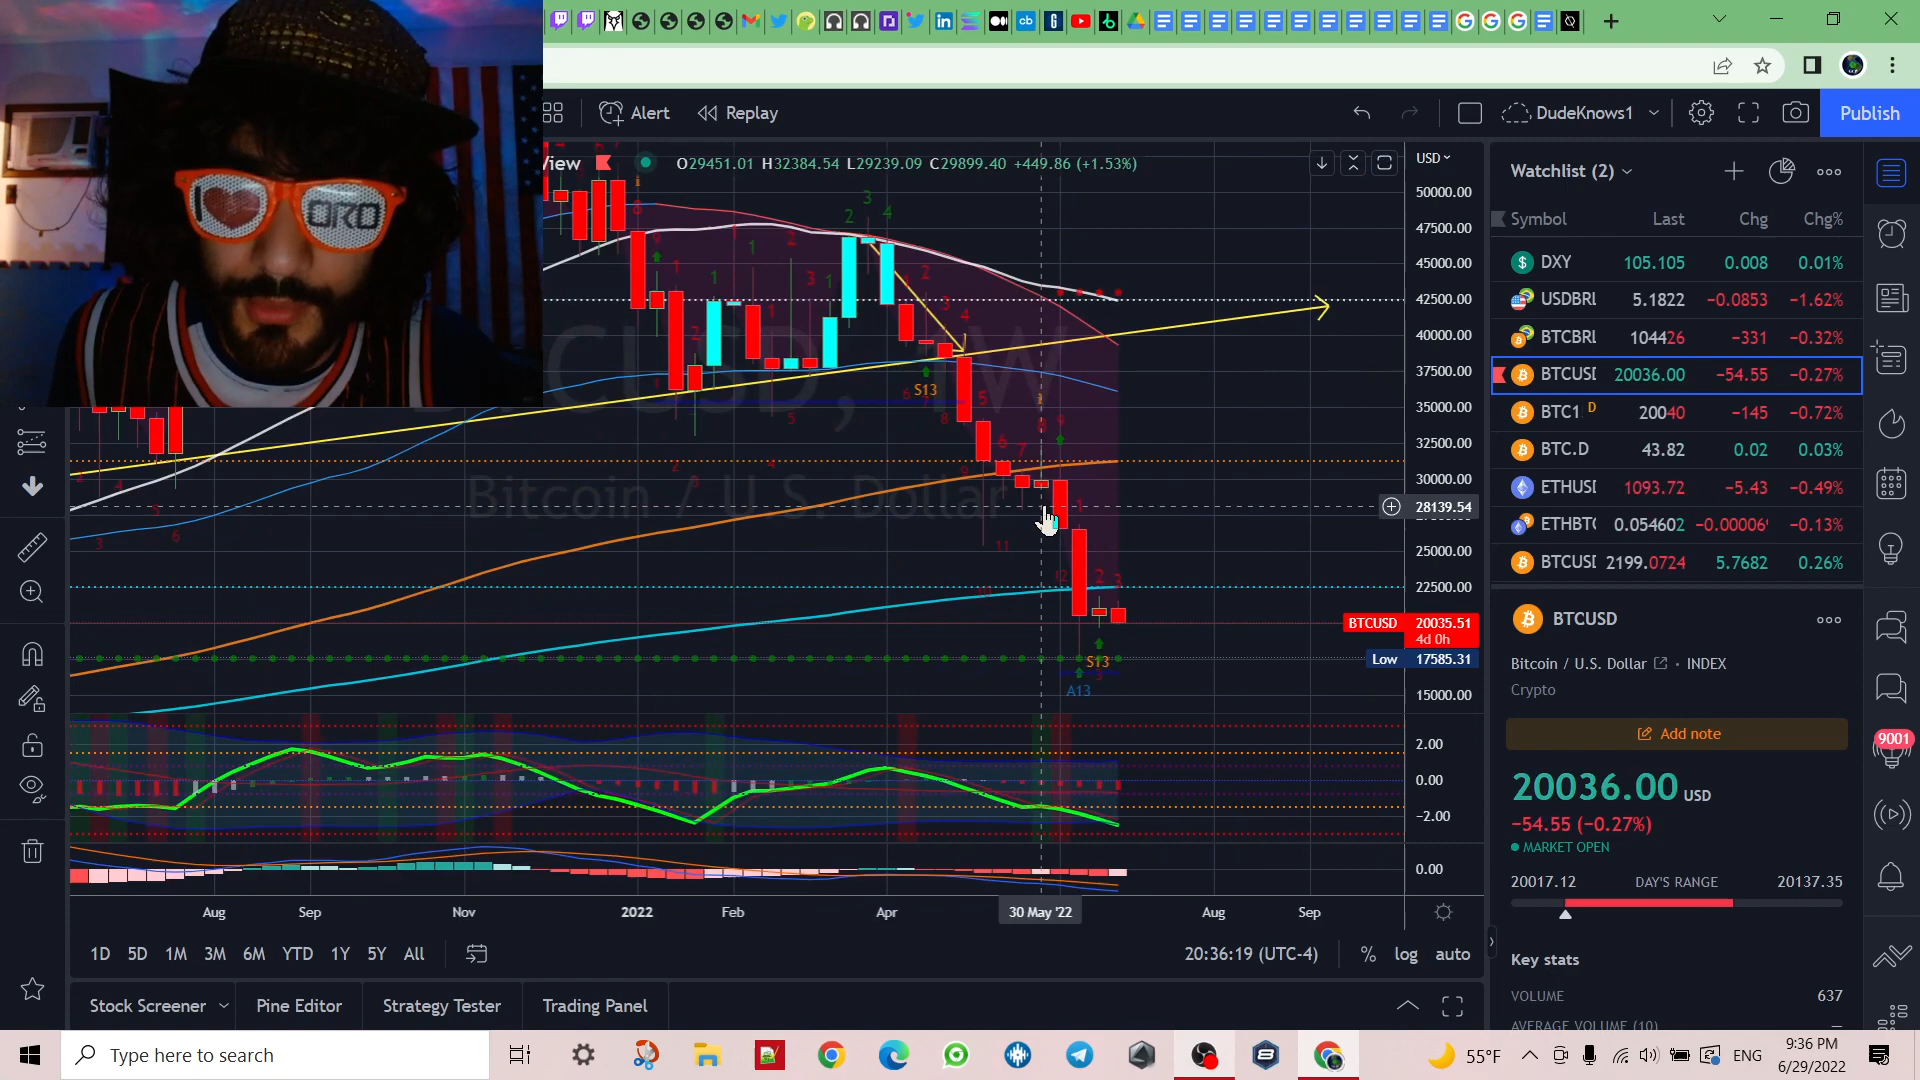 I
ORO
Alert
Replay
DudeKnows1
Publish
View
O29451.01 H32384.54 L29239.09 C29899.40 +449.86 (+1.53%)
USD
50000.00
47500.00
45000.00
42500.00
40000.00
37500.00
35000.00
32500.00
30000.00
28139.54
25000.00
22500.00
BTCUSD 20035.51
4d 0h
Low 17585.31
15000.00
2.00
0.00
-2.00
0.00
S13
S13
A13
BTCUSD, 1W
Bitcoin / U.S. Dollar
Aug Sep Nov 2022 Feb Apr 30 May '22 Aug Sep
1D 5D 1M 3M 6M YTD 1Y 5Y All
20:36:19 (UTC-4)
% log auto
Stock Screener Pine Editor Strategy Tester Trading Panel
Watchlist (2)
Symbol Last Chg Chg%
DXY 105.105 0.008 0.01%
USDBRL 5.1822 −0.0853 −1.62%
BTCBRL 104426 −331 −0.32%
BTCUSD 20036.00 −54.55 −0.27%
BTC1 D 20040 −145 −0.72%
BTC.D 43.82 0.02 0.03%
ETHUSD 1093.72 −5.43 −0.49%
ETHBTC 0.054602 −0.00006 −0.13%
BTCUSD 2199.0724 5.7682 0.26%
BTCUSD
Bitcoin / U.S. Dollar • INDEX
Crypto
Add note
9001
20036.00 USD
−54.55 (−0.27%)
MARKET OPEN
20017.12 DAY'S RANGE 20137.35
Key stats
VOLUME 637
AVERAGE VOLUME (10) —
Type here to search
55°F
ENG
9:36 PM
6/29/2022